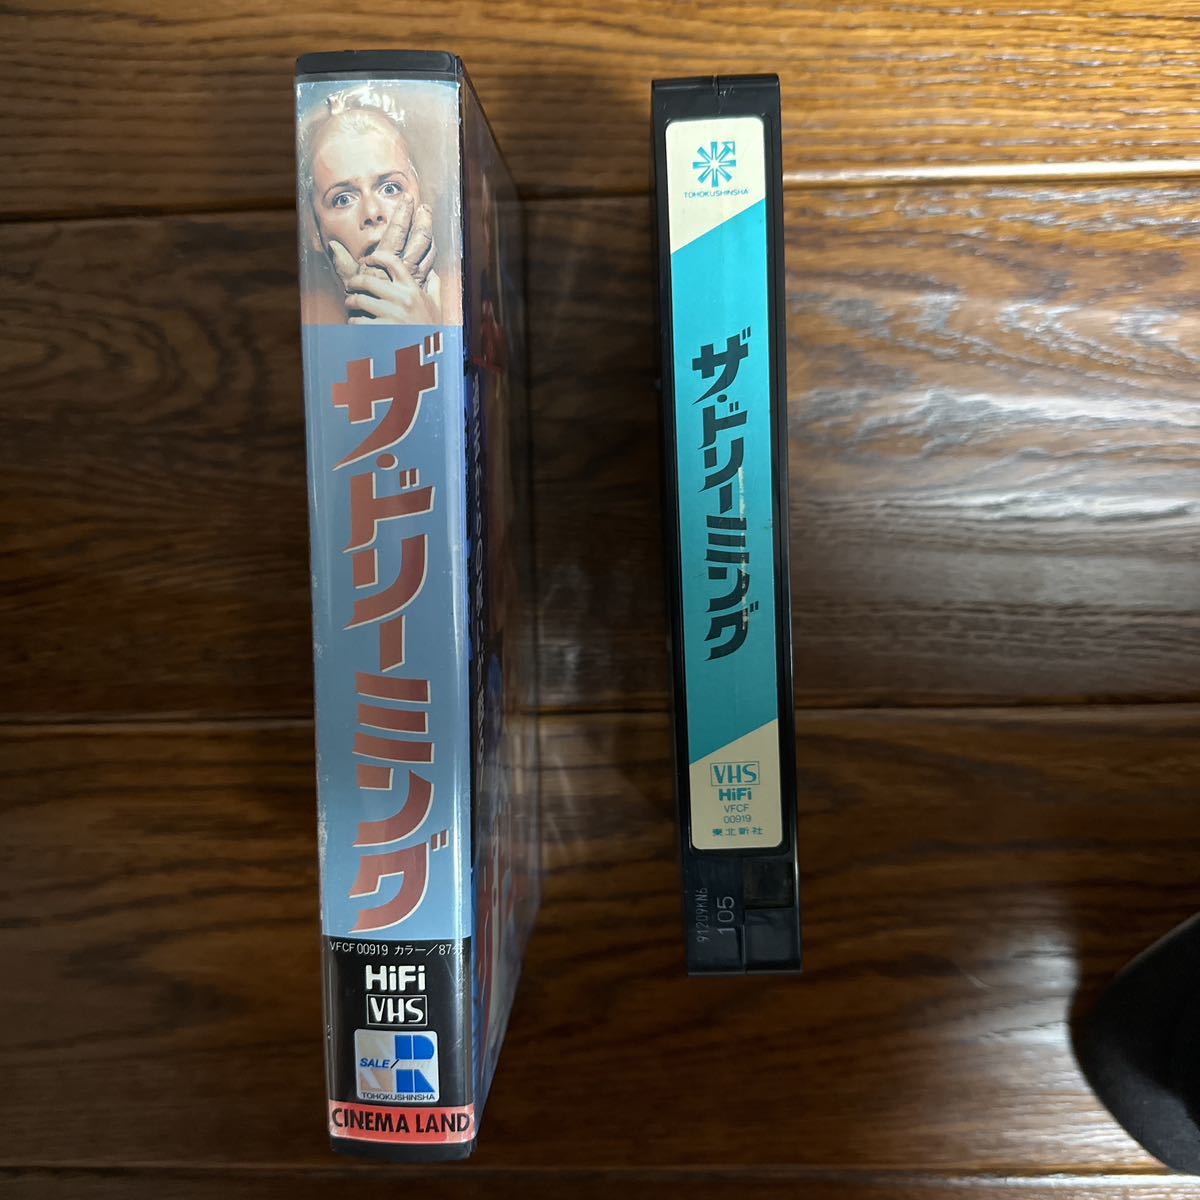 ザ・ドリーミング
VFCF 00919 カラー/87分
HiFi
VHS
SALE/
TOHOKUSHINSHA
CINEMA LAND
TOHOKUSHINSHA
ザ・ドリーミング
VHS
HiFi
VFCF
00919
東北新社
91209KN6
105